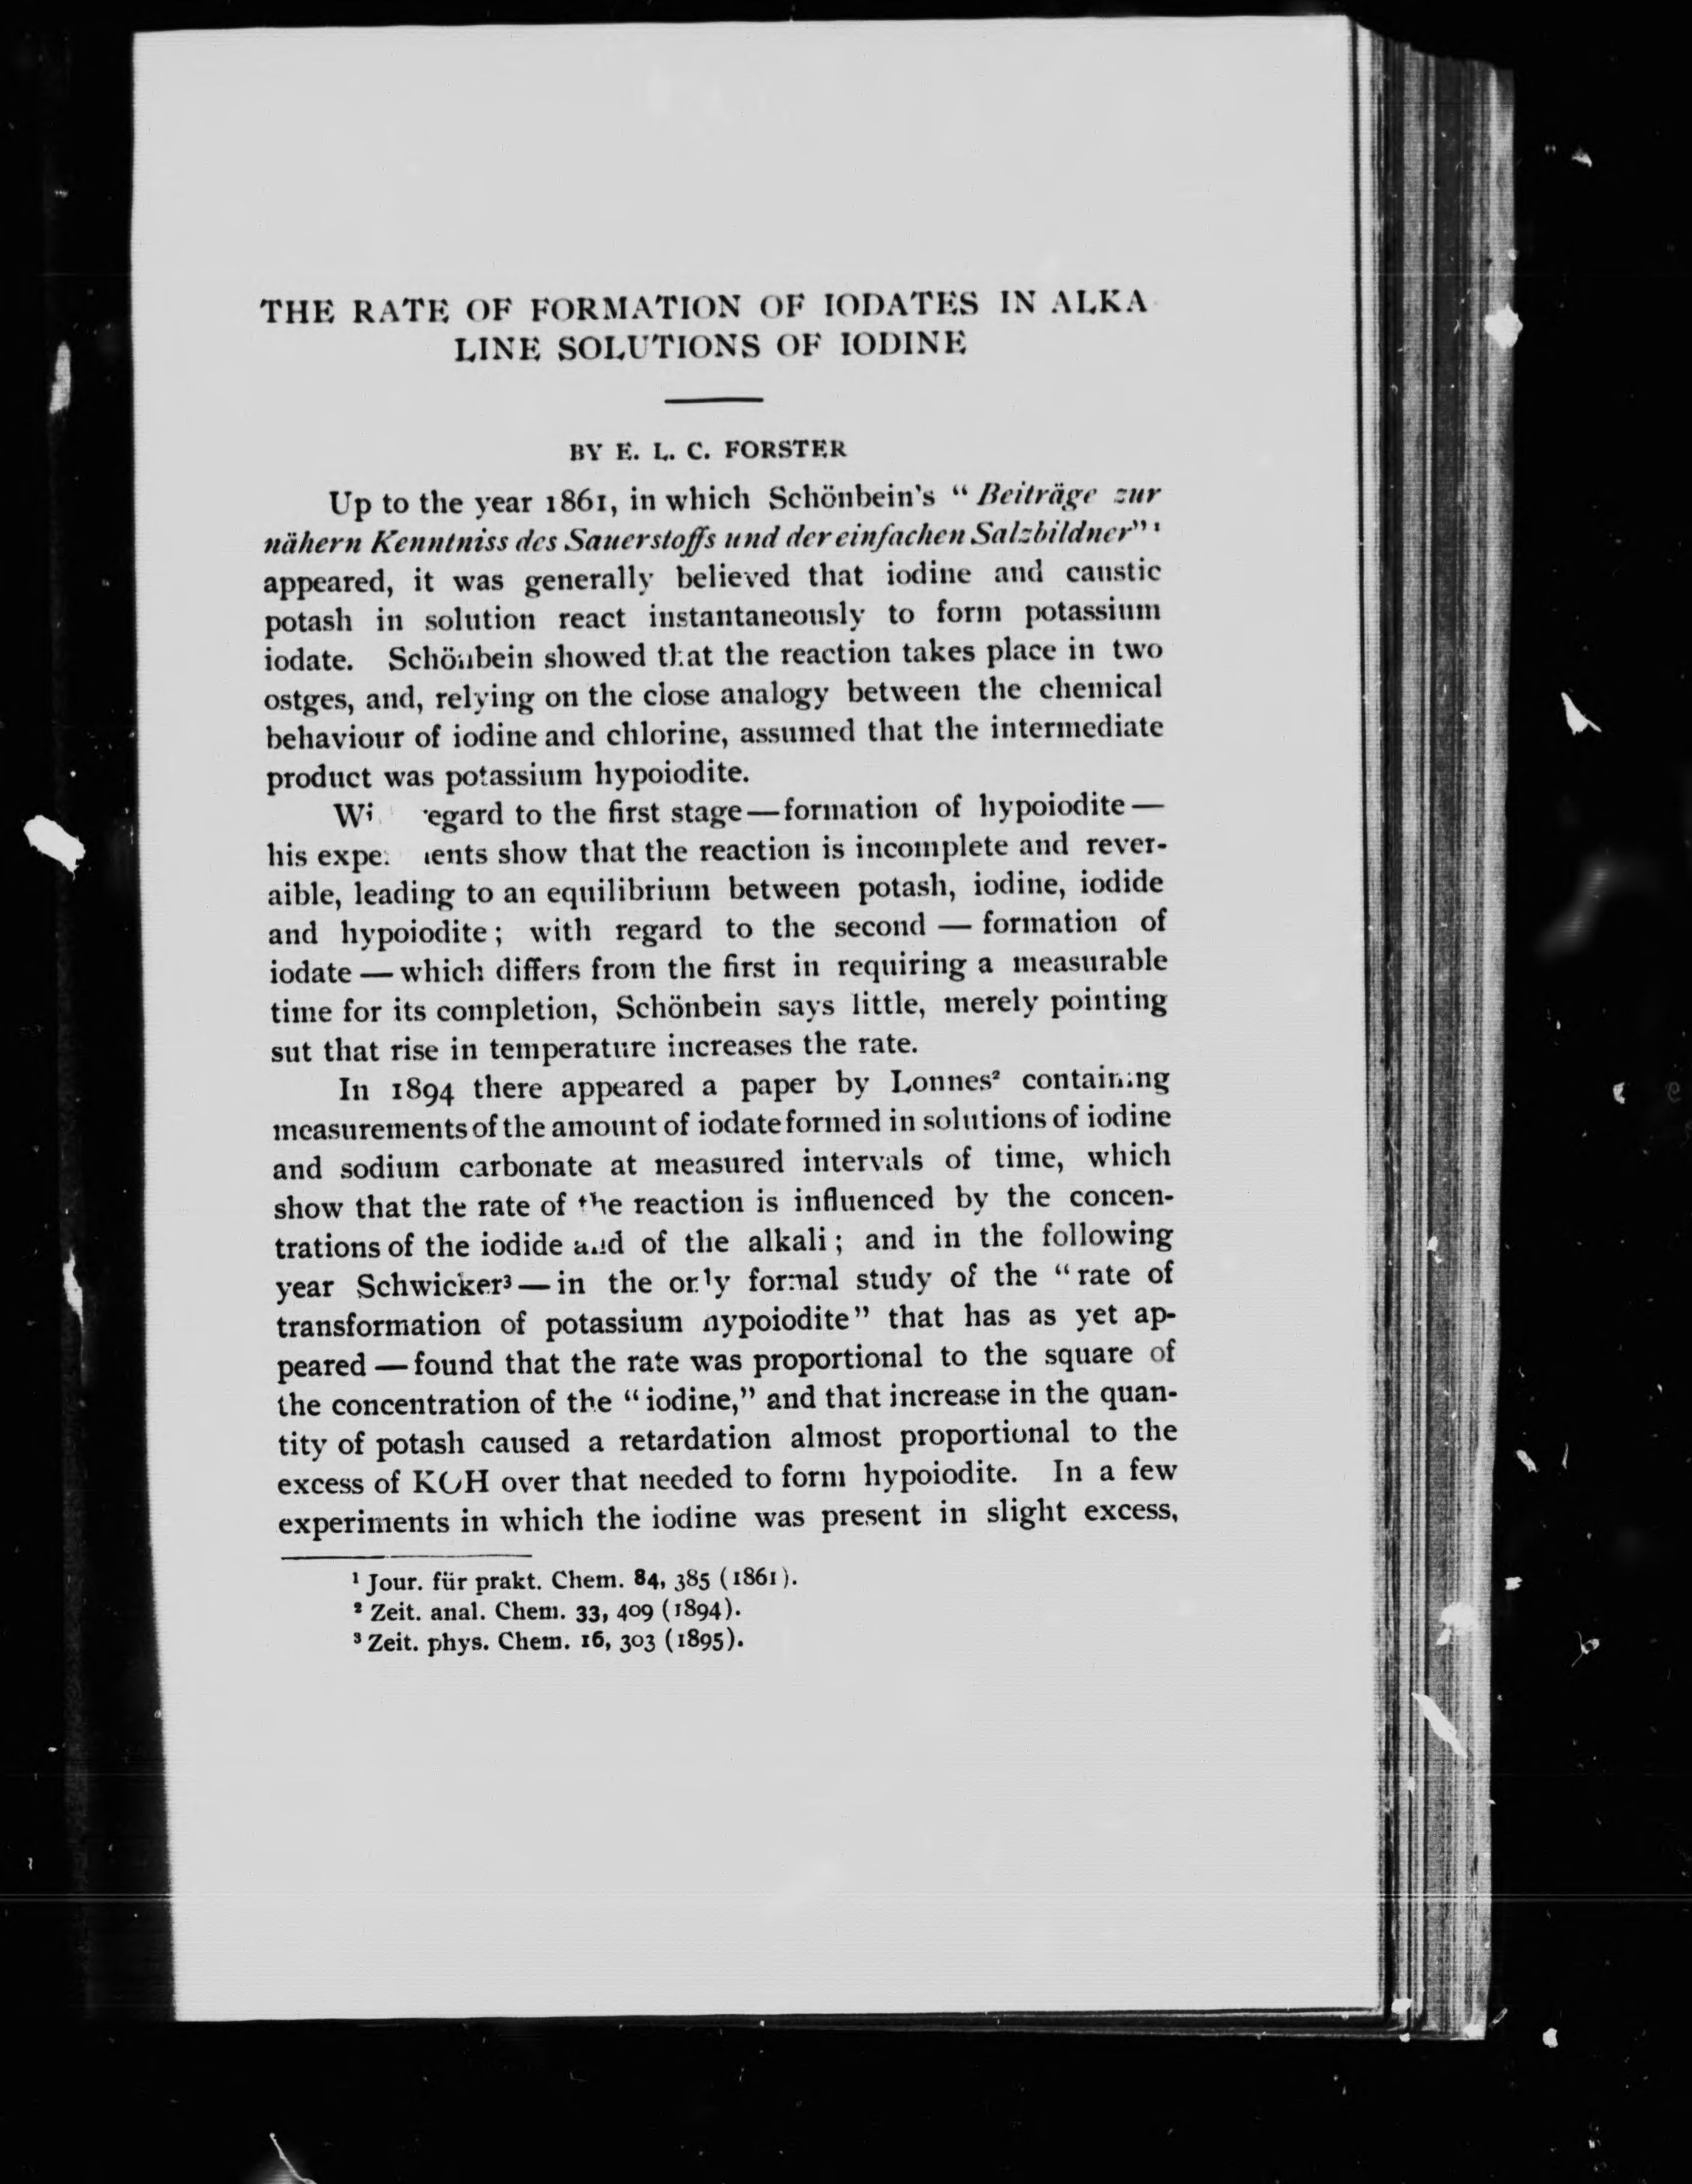 THE RATE OF FORMATION OF IODATES IN ALKA
LINE SOLUTIONS OF IODINE
BY E. L. C. FORSTER
Up to the year 1861, in which Schönbein's "Beiträge zur
nähern Kenntniss des Sauerstoffs und der einfachen Salzbildner"¹
appeared, it was generally believed that iodine and caustic
potash in solution react instantaneously to form potassium
iodate. Schönbein showed that the reaction takes place in two
ostges, and, relying on the close analogy between the chemical
behaviour of iodine and chlorine, assumed that the intermediate
product was potassium hypoiodite.
egard to the first stage—formation of hypoiodite—
his show that the reaction is incomplete and rever-
aible, leading to an equilibrium between potash, iodine, iodide
and hypoiodite; with regard to the second — formation of
iodate — which differs from the first in requiring a measurable
time for its completion, Schönbein says little, merely pointing
sut that rise in temperature increases the rate.
In 1894 there appeared a paper by Lonnes² containing
measurements of the amount of iodate formed in solutions of iodine
and sodium carbonate at measured intervals of time, which
show that the rate of the reaction is influenced by the concen-
trations of the iodide and of the alkali; and in the following
year Schwicker³—in the only formal study of the "rate of
transformation of potassium hypoiodite" that has as yet ap-
peared — found that the rate was proportional to the square of
the concentration of the "iodine," and that increase in the quan-
tity of potash caused a retardation almost proportional to the
excess of KOH over that needed to form hypoiodite. In a few
experiments in which the iodine was present in slight excess,
¹ Jour. für prakt. Chem. 84, 385 (1861).
² Zeit. anal. Chem. 33, 409 (1894).
³ Zeit. phys. Chem. 16, 303 (1895).